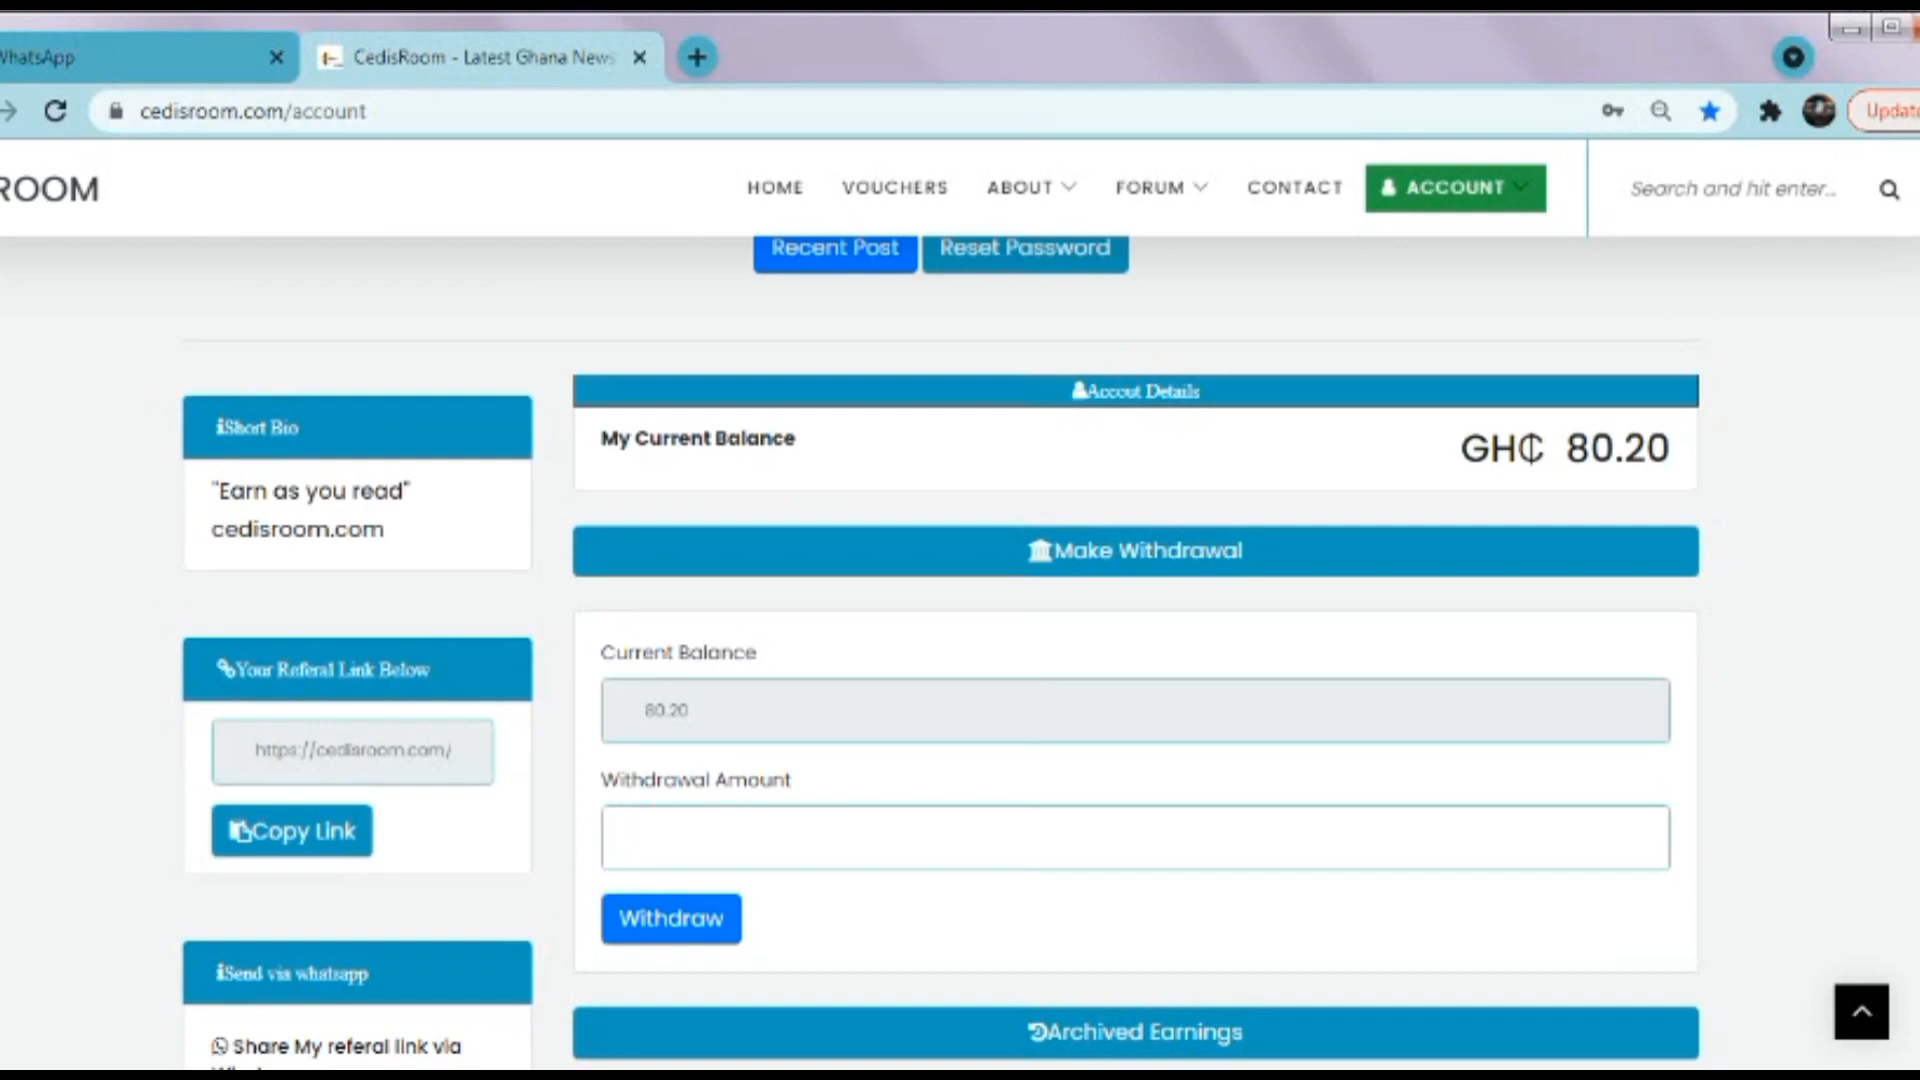 WhatsApp
CedisRoom - Latest Ghana News
cedisroom.com/account
Update
ROOM
HOME
VOUCHERS
ABOUT
FORUM
CONTACT
ACCOUNT
Search and hit enter...
Recent Post
Reset Password
Short Bio
"Earn as you read"
cedisroom.com
Your Referal Link Below
https://cedisroom.com/
Copy Link
Send via whatsapp
Share My referal link via
Accout Details
My Current Balance
GH₵ 80.20
Make Withdrawal
Current Balance
80.20
Withdrawal Amount
Withdraw
Archived Earnings